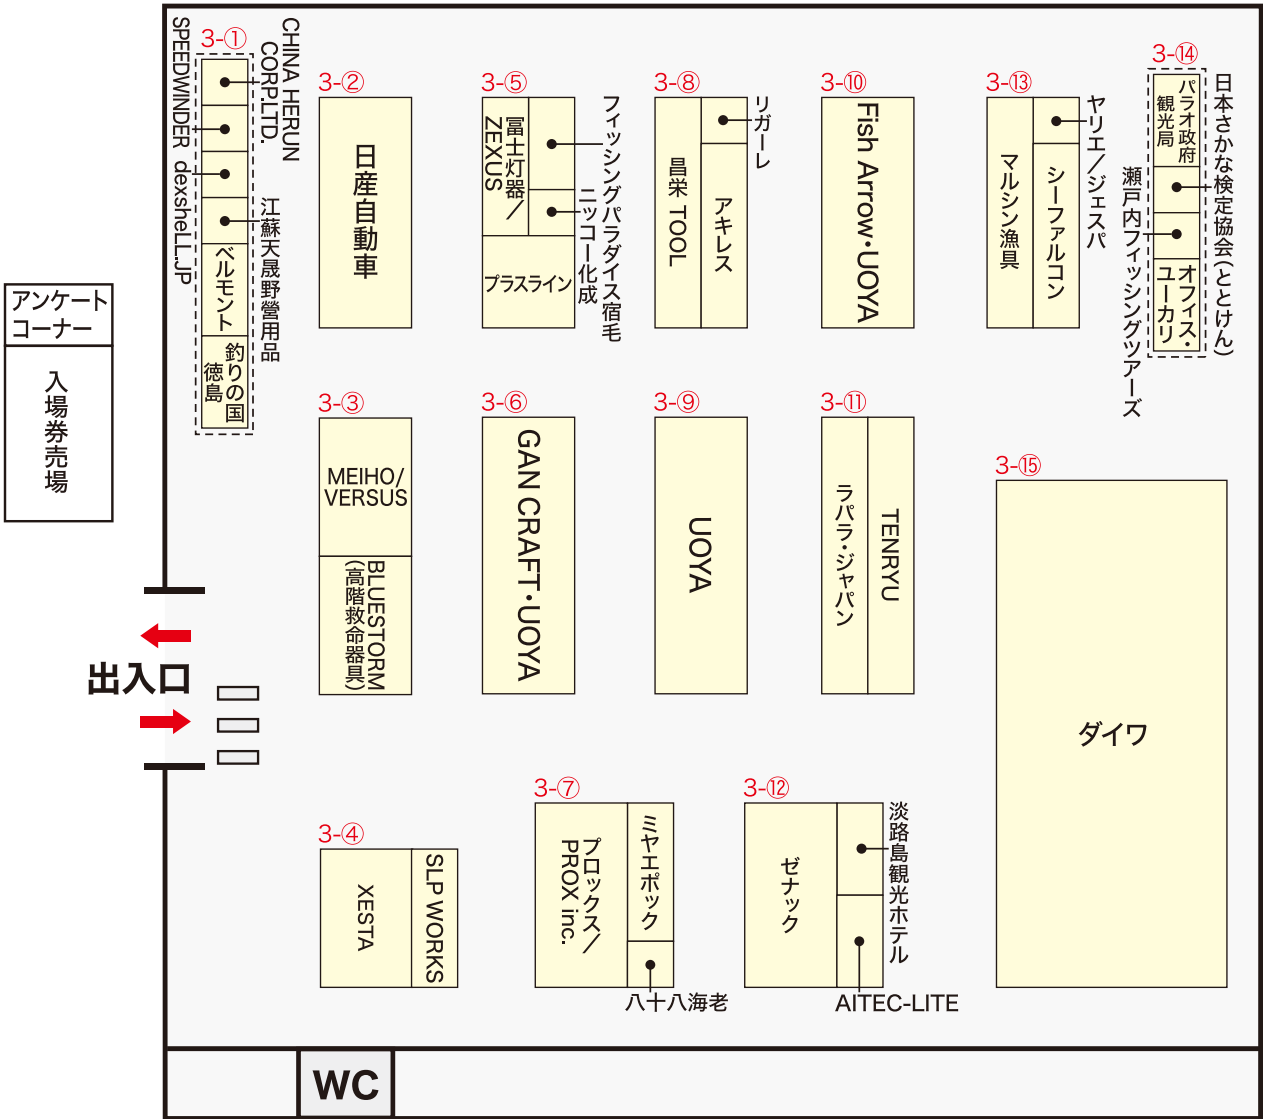 3-①
CHINA HERUN
CORP.LTD.
SPEEDWINDER
dexsheLL.JP
江蘇天晟野營用品
ベルモント
釣りの国
徳島
3-②
日産自動車
3-⑤
冨士灯器/
ZEXUS
フィッシングパラダイス宿毛
ニッコー化成
プラスライン
3-⑧
昌栄 TOOL
リガーレ
アキレス
3-⑩
Fish Arrow・UOYA
3-⑬
マルシン漁具
ヤリエ/ジェスパ
シーファルコン
3-⑭
パラオ政府
観光局
日本さかな検定協会(ととけん)
瀬戸内フィッシングツアーズ
オフィス・
ユーカリ
アンケート
コーナー
入場券売場
3-③
MEIHO/
VERSUS
BLUESTORM
(高階救命器具)
3-⑥
GAN CRAFT・UOYA
3-⑨
UOYA
3-⑪
ラパラ・ジャパン
TENRYU
3-⑮
ダイワ
出入口
3-④
XESTA
SLP WORKS
3-⑦
プロックス/
PROX inc.
ミヤエポック
八十八海老
3-⑫
ゼナック
淡路島観光ホテル
AITEC-LITE
WC